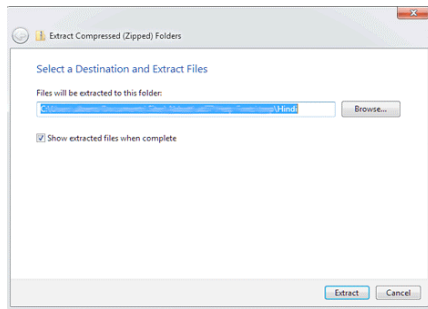 Extract Compressed (Zipped) Folders
Select a Destination and Extract Files
Files will be extracted to this folder:
\Hindi
Browse...
Show extracted files when complete
Extract
Cancel